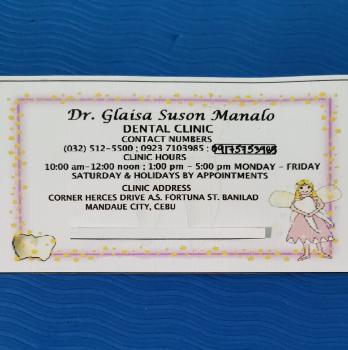 Dr. Glaisa Suson Manalo
DENTAL CLINIC
CONTACT NUMBERS
(032) 512-5500 ; 0923 7103985 ;
CLINIC HOURS
10:00 am-12:00 noon ; 1:00 pm - 5:00 pm MONDAY - FRIDAY
SATURDAY & HOLIDAYS BY APPOINTMENTS
CLINIC ADDRESS
CORNER HERCES DRIVE A.S. FORTUNA ST. BANILAD
MANDAUE CITY, CEBU